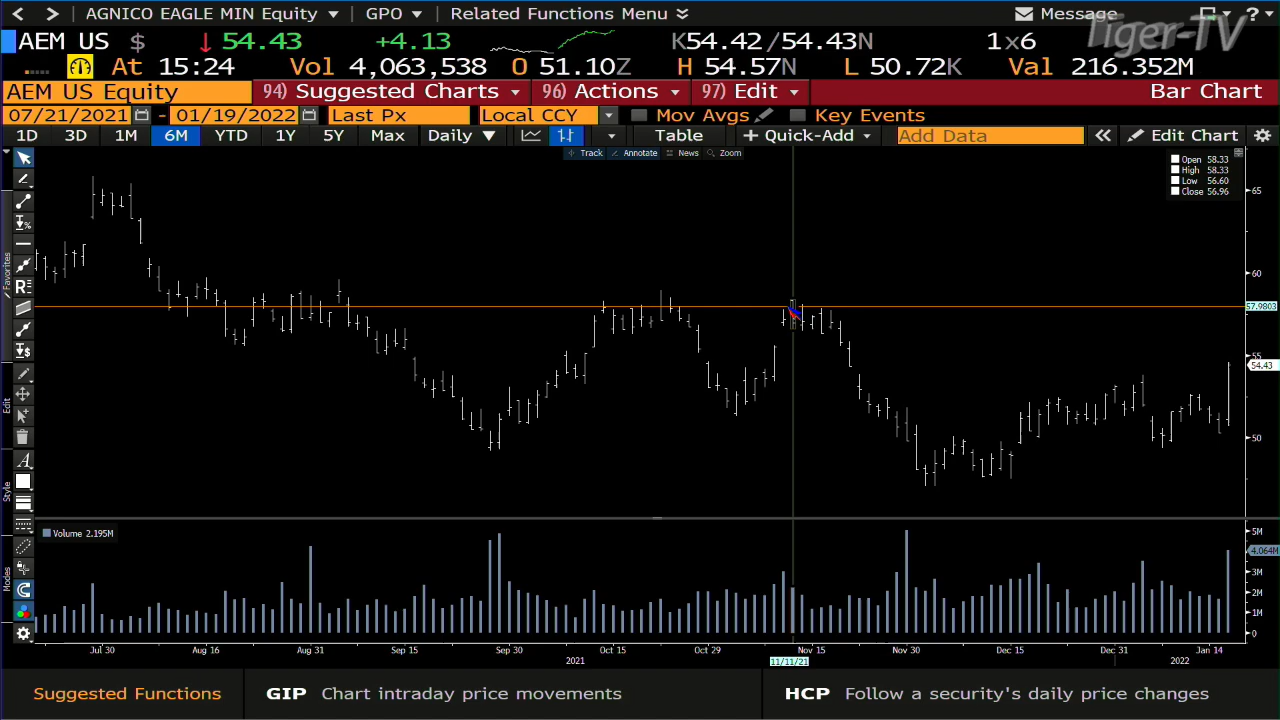 AGNICO EAGLE MIN Equity GPO Related Functions Menu Message ?
Tiger-TV
AEM US $ ↓ 54.43 +4.13 K54.42/54.43N 1x6
At 15:24 Vol 4,063,538 O 51.10Z H 54.57N L 50.72K Val 216.352M
AEM US Equity 94) Suggested Charts 96) Actions 97) Edit Bar Chart
07/21/2021 - 01/19/2022 Last Px Local CCY Mov Avgs Key Events
1D 3D 1M 6M YTD 1Y 5Y Max Daily ▼ Table + Quick-Add Add Data « Edit Chart
Track Annotate News Zoom
Open 58.33
High 58.33
Low 56.60
Close 56.96
65
60
57.9803
55
54.43
50
Favorites
Edit
Style
Modes
Volume 2.195M
5M
4.064M
3M
2M
1M
0
Jul 30 Aug 16 Aug 31 Sep 15 Sep 30 Oct 15 Oct 29 Nov 15 Nov 30 Dec 15 Dec 31 Jan 14
2021 11/11/21 2022
Suggested Functions GIP Chart intraday price movements HCP Follow a security's daily price changes